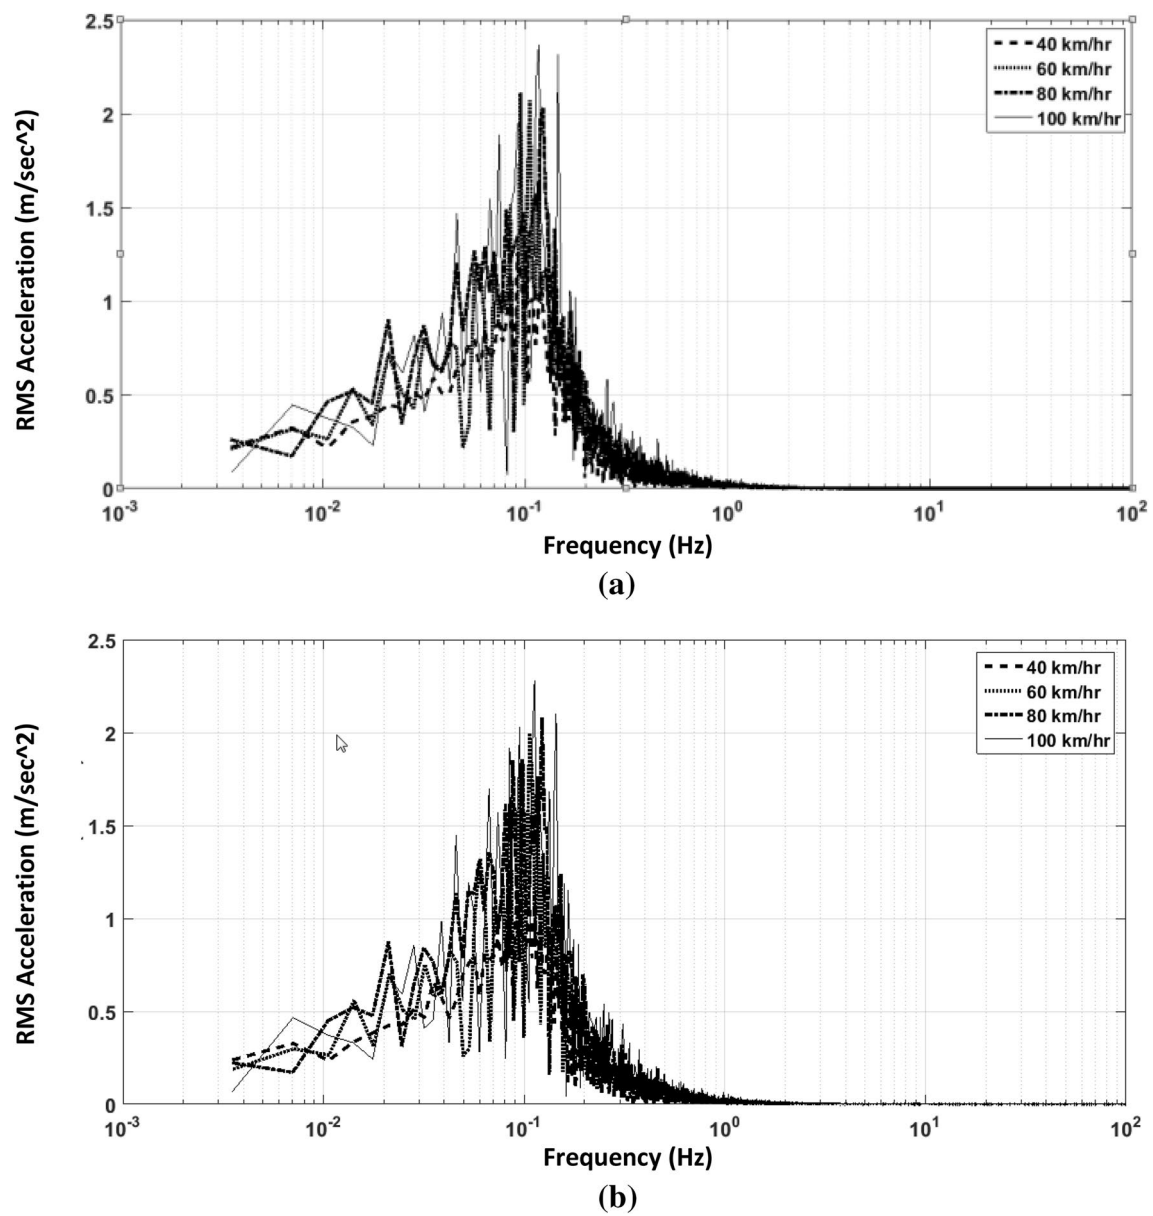 2.5
2
1.5
1
0.5
0
RMS Acceleration (m/sec^2)
40 km/hr
60 km/hr
80 km/hr
100 km/hr
10-3 10-2 10-1 100 101 102
Frequency (Hz)
(a)
2.5
2
1.5
1
0.5
0
RMS Acceleration (m/sec^2)
40 km/hr
60 km/hr
80 km/hr
100 km/hr
10-3 10-2 10-1 100 101 102
Frequency (Hz)
(b)